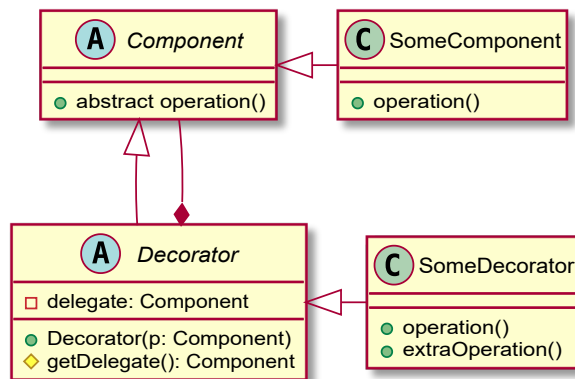 A Component
abstract operation()
C SomeComponent
operation()
A Decorator
delegate: Component
Decorator(p: Component)
getDelegate(): Component
C SomeDecorator
operation()
extraOperation()